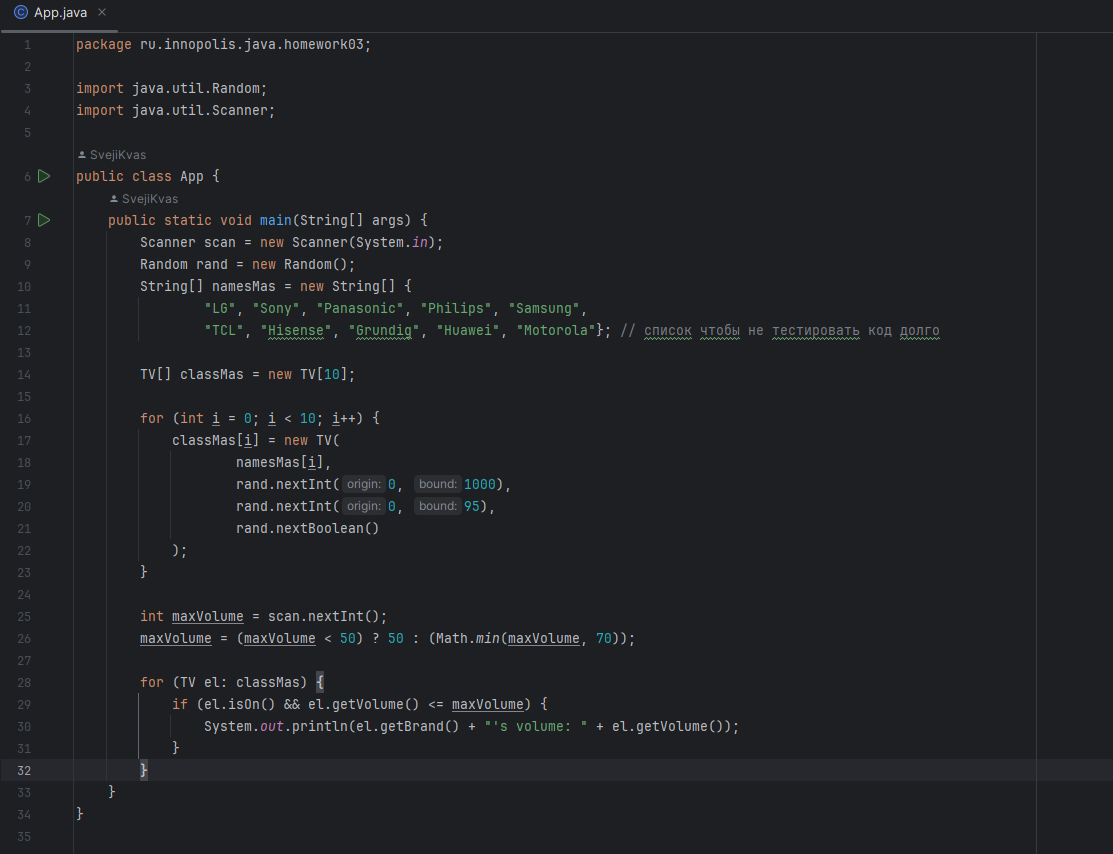 App.java
1 package ru.innopolis.java.homework03;
2
3 import java.util.Random;
4 import java.util.Scanner;
5
SvejiKvas
6 public class App {
SvejiKvas
7 public static void main(String[] args) {
8 Scanner scan = new Scanner(System.in);
9 Random rand = new Random();
10 String[] namesMas = new String[] {
11 "LG", "Sony", "Panasonic", "Philips", "Samsung",
12 "TCL", "Hisense", "Grundig", "Huawei", "Motorola"}; // список чтобы не тестировать код долго
13
14 TV[] classMas = new TV[10];
15
16 for (int i = 0; i < 10; i++) {
17 classMas[i] = new TV(
18 namesMas[i],
19 rand.nextInt( origin: 0, bound: 1000),
20 rand.nextInt( origin: 0, bound: 95),
21 rand.nextBoolean()
22 );
23 }
24
25 int maxVolume = scan.nextInt();
26 maxVolume = (maxVolume < 50) ? 50 : (Math.min(maxVolume, 70));
27
28 for (TV el: classMas) {
29 if (el.isOn() && el.getVolume() <= maxVolume) {
30 System.out.println(el.getBrand() + "'s volume: " + el.getVolume());
31 }
32 }
33 }
34 }
35